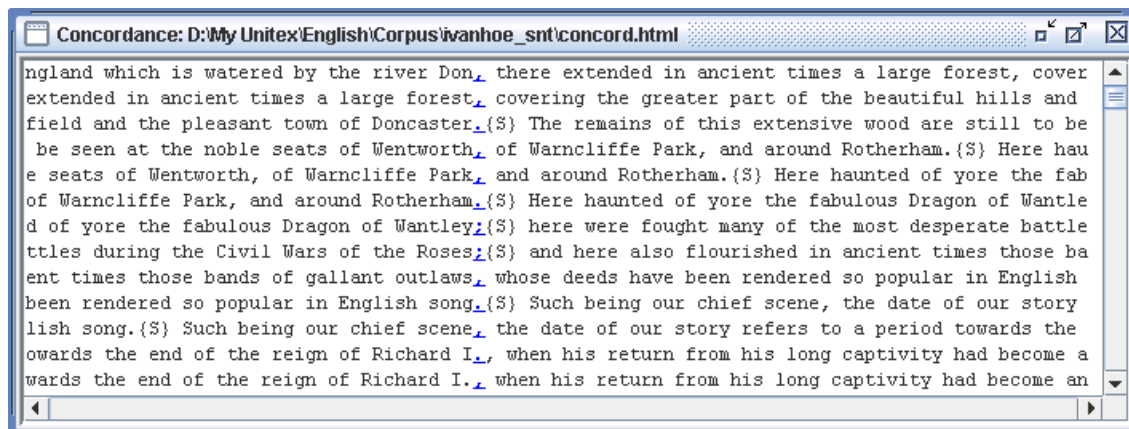 Concordance: D:\My Unitex\English\Corpus\ivanhoe_snt\concord.html
ngland which is watered by the river Don, there extended in ancient times a large forest, cover
extended in ancient times a large forest, covering the greater part of the beautiful hills and
field and the pleasant town of Doncaster.{S} The remains of this extensive wood are still to be
be seen at the noble seats of Wentworth, of Warncliffe Park, and around Rotherham.{S} Here hau
e seats of Wentworth, of Warncliffe Park, and around Rotherham.{S} Here haunted of yore the fab
of Warncliffe Park, and around Rotherham.{S} Here haunted of yore the fabulous Dragon of Wantle
d of yore the fabulous Dragon of Wantley;{S} here were fought many of the most desperate battle
ttles during the Civil Wars of the Roses;{S} and here also flourished in ancient times those ba
ent times those bands of gallant outlaws, whose deeds have been rendered so popular in English
been rendered so popular in English song.{S} Such being our chief scene, the date of our story
lish song.{S} Such being our chief scene, the date of our story refers to a period towards the
owards the end of the reign of Richard I., when his return from his long captivity had become a
wards the end of the reign of Richard I., when his return from his long captivity had become an